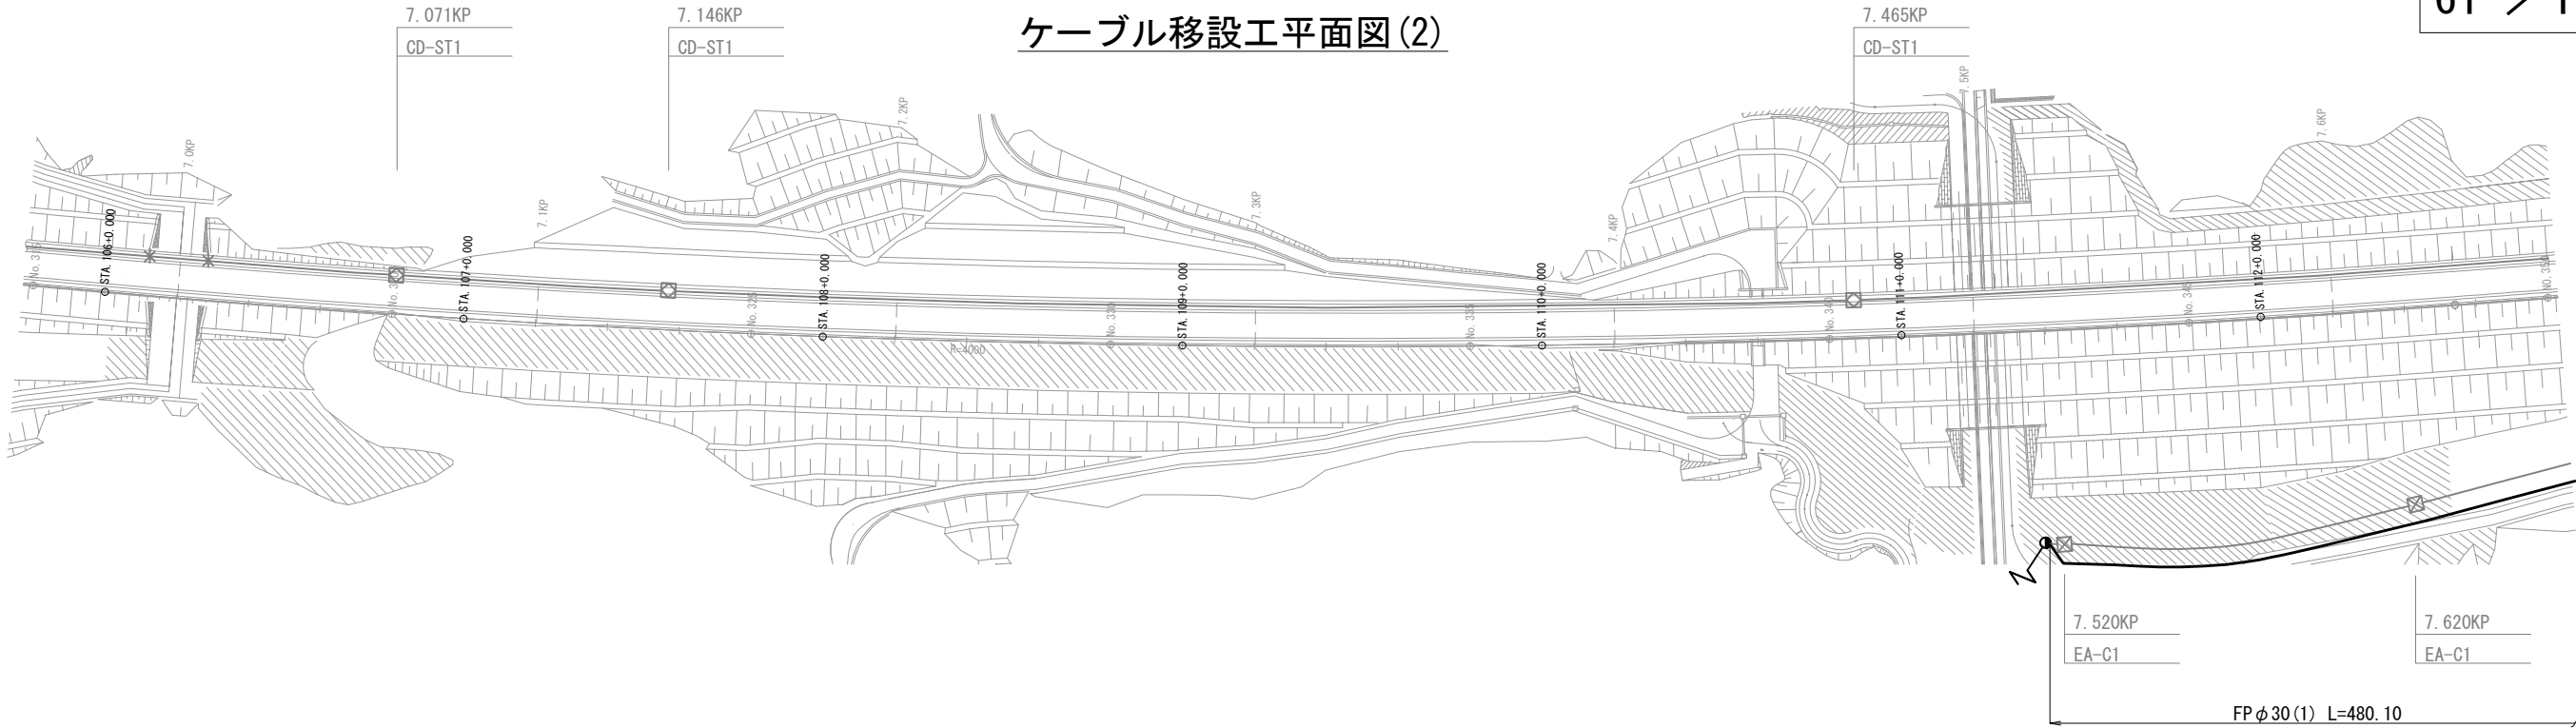 ケーブル移設工平面図(2)
7.071KP
CD-ST1
7.146KP
CD-ST1
7.465KP
CD-ST1
7.0KP
7.1KP
7.2KP
7.3KP
7.4KP
.5KP
7.6KP
STA.106+0.000
STA.107+0.000
STA.108+0.000
STA.109+0.000
STA.110+0.000
STA.111+0.000
STA.112+0.000
No.325
No.330
No.335
No.340
No.345
R=4000
7.520KP
EA-C1
7.620KP
EA-C1
FPφ30(1) L=480.10